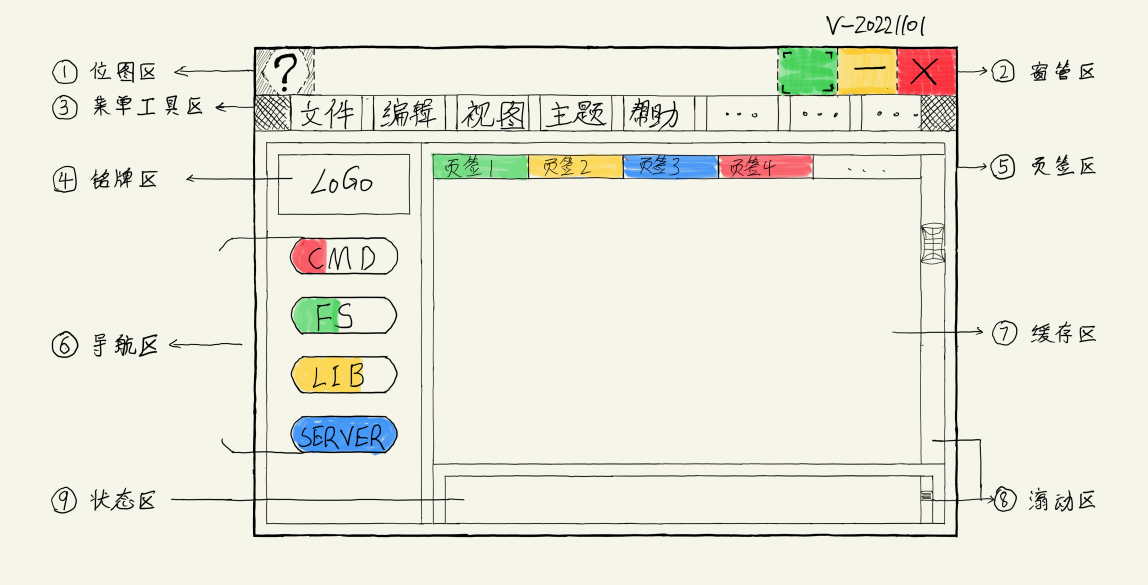 V-20221101
① 位图区
?
② 窗管区
③ 菜单工具区
文件 编辑 视图 主题 帮助 ... ... ...
④ 铭牌区
LoGo
页签1 页签2 页签3 页签4 ...
⑤ 页签区
CMD
FS
⑥ 导航区
⑦ 缓存区
LIB
SERVER
⑨ 状态区
⑧ 滚动区